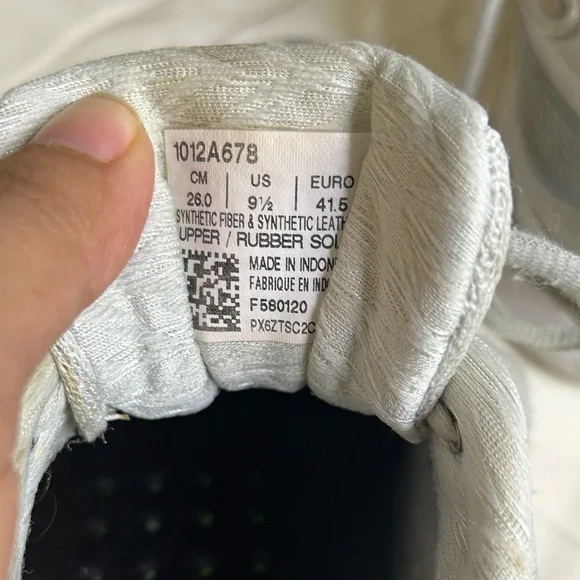 1012A678
CM | US | EURO
26.0 | 9½ | 41.5
SYNTHETIC FIBER & SYNTHETIC LEATH
UPPER / RUBBER SOL
MADE IN INDON
FABRIQUE EN IND
F580120
PX6ZTSC2C